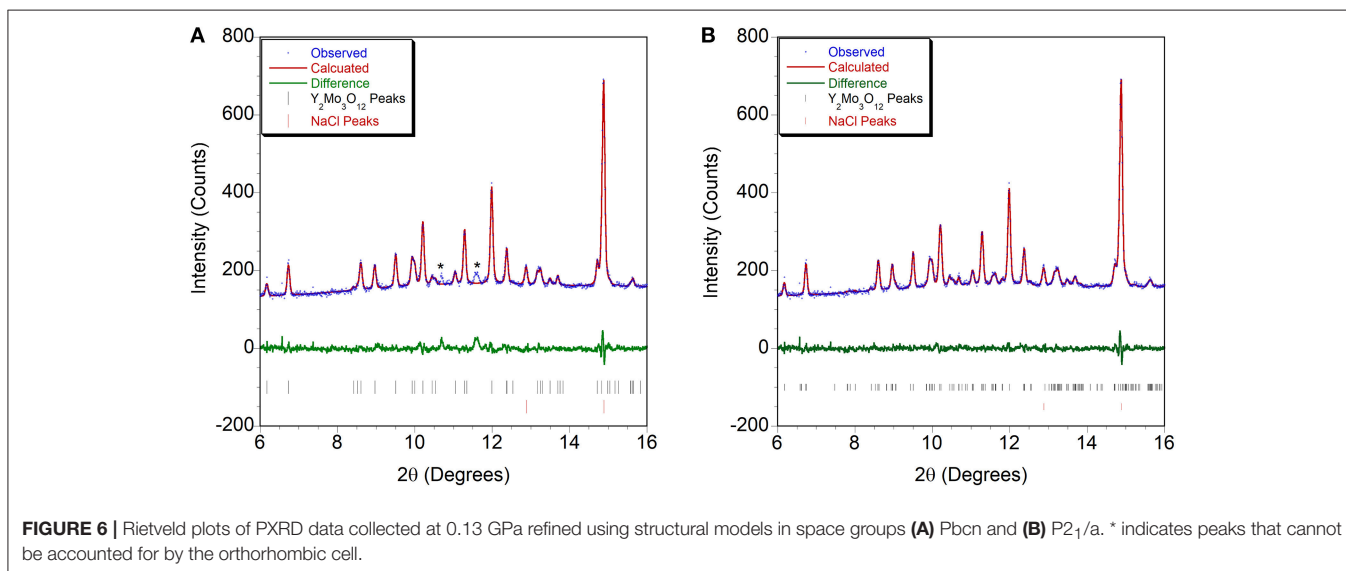 A
800
600
400
200
0
-200
6
8
10
12
14
16
Intensity (Counts)
2θ (Degrees)
Observed
Calcuated
Difference
Y2Mo3O12 Peaks
NaCl Peaks
*
*
B
800
600
400
200
0
-200
6
8
10
12
14
16
Intensity (Counts)
2θ (Degrees)
Observed
Calculated
Difference
Y2Mo3O12 Peaks
NaCl Peaks
FIGURE 6 | Rietveld plots of PXRD data collected at 0.13 GPa refined using structural models in space groups (A) Pbcn and (B) P21/a. * indicates peaks that cannot
be accounted for by the orthorhombic cell.